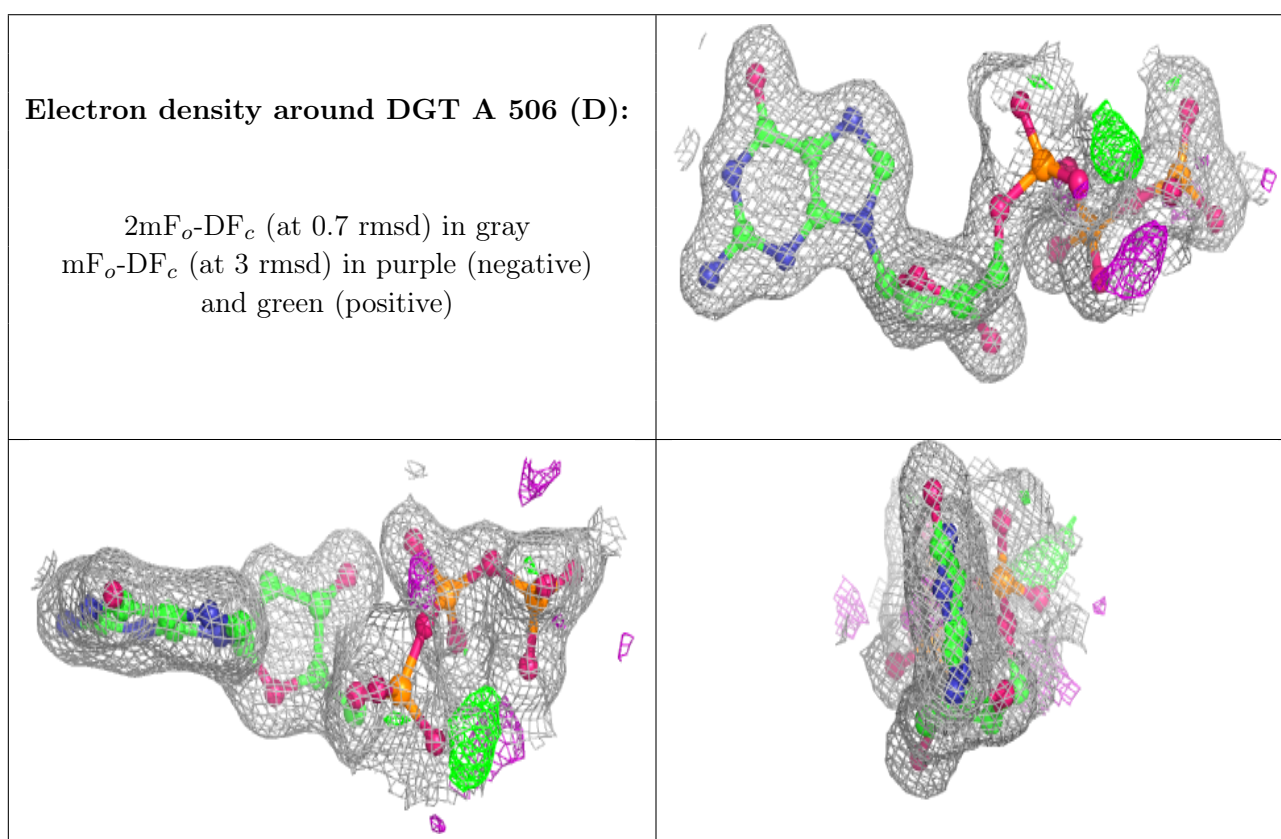 Electron density around DGT A 506 (D):
2mFo-DFc (at 0.7 rmsd) in gray
mFo-DFc (at 3 rmsd) in purple (negative)
and green (positive)